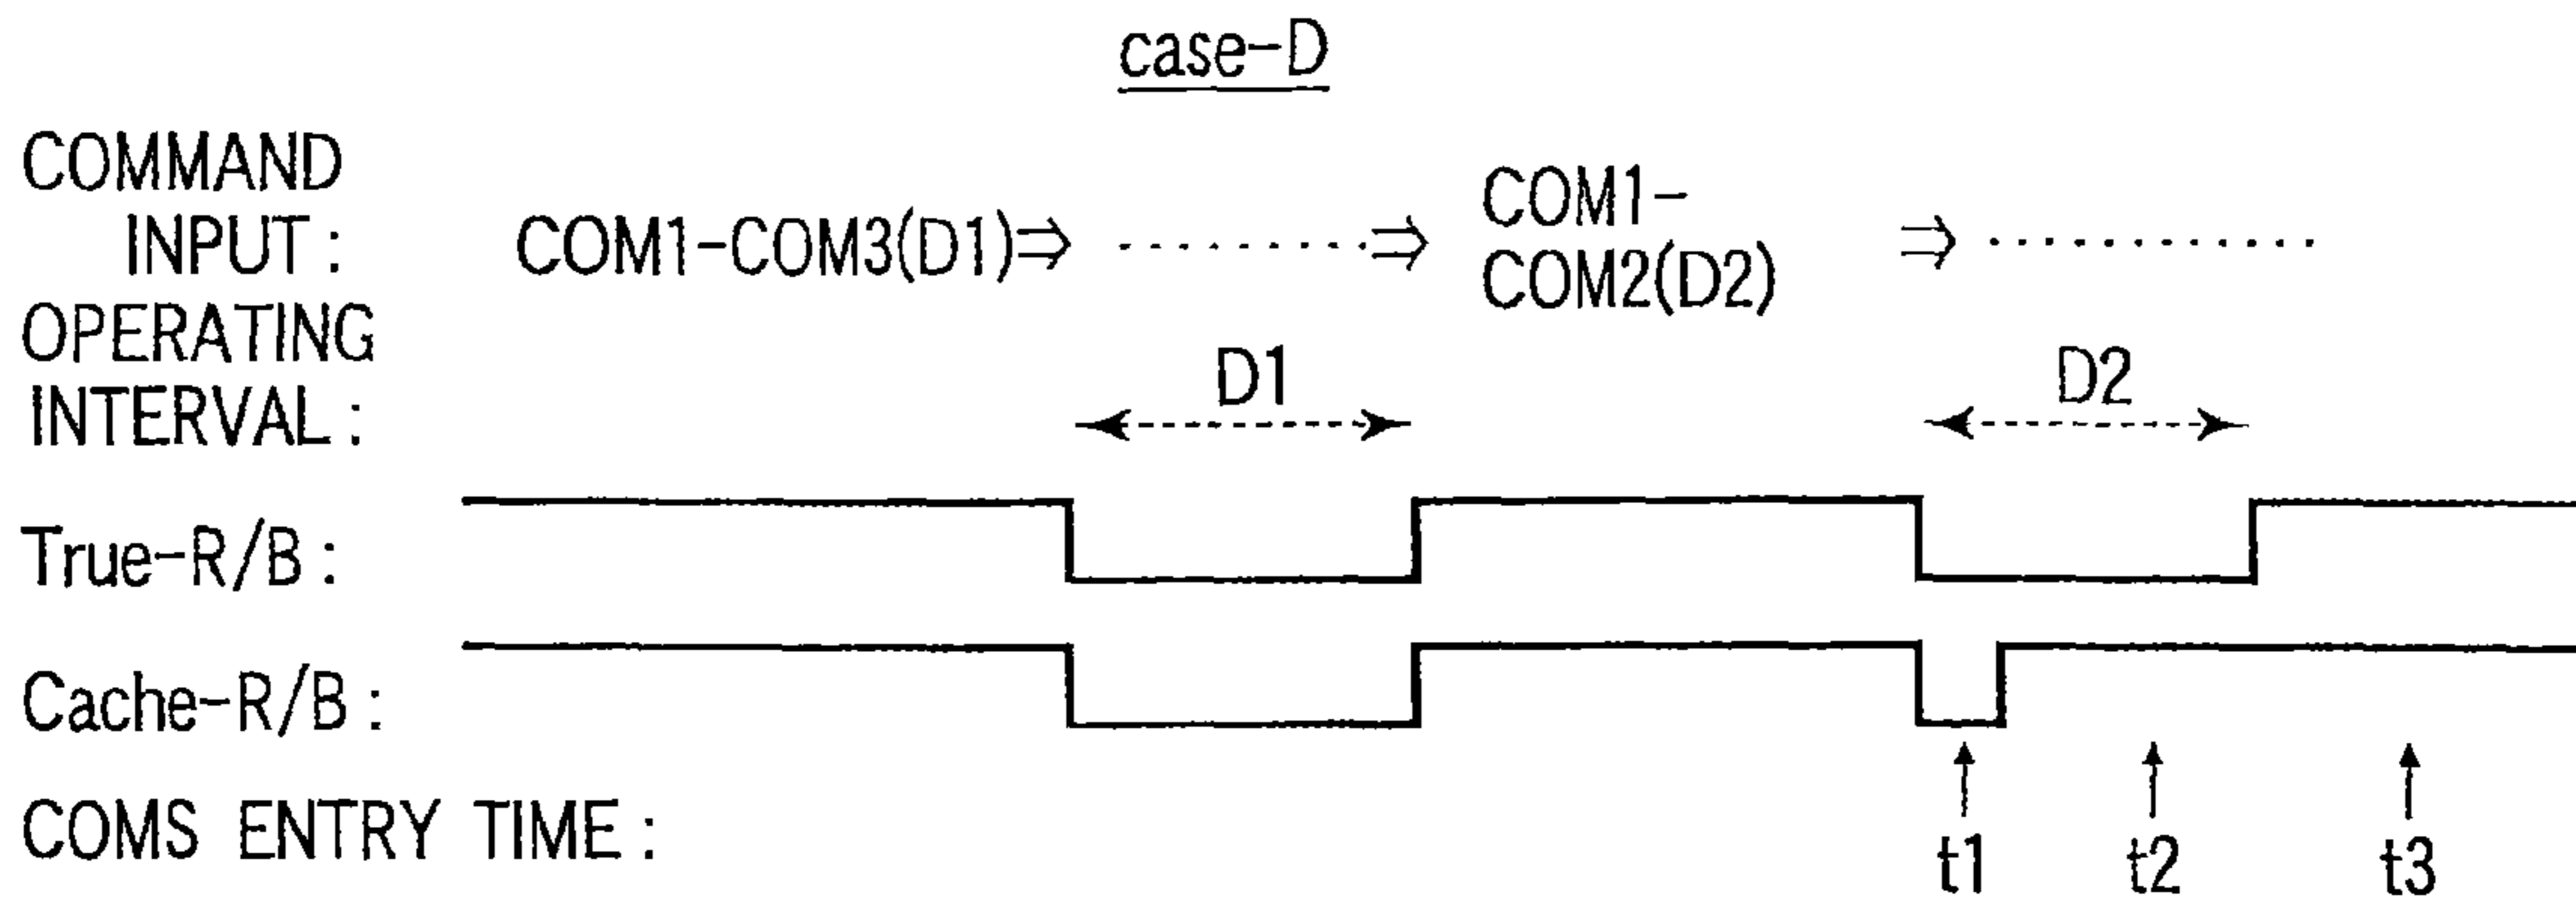 case-D
COMMAND
INPUT :
COM1-COM3(D1)⇒ ········⇒ COM1-
COM2(D2) ⇒ ············
OPERATING
INTERVAL :
D1 D2
True-R/B :
Cache-R/B :
COMS ENTRY TIME :
t1 t2 t3